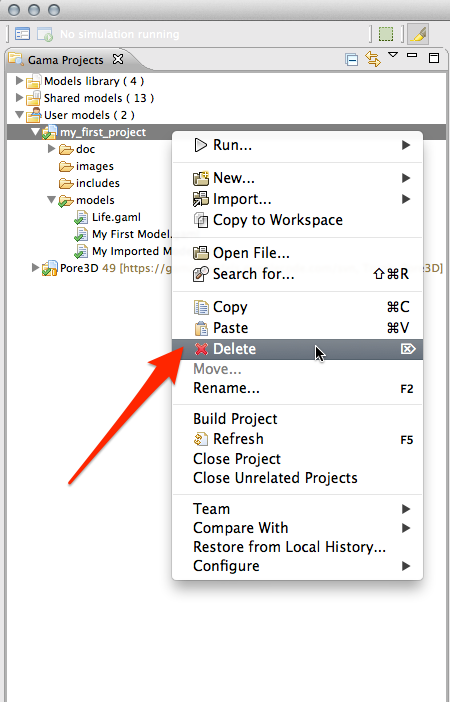 No simulation running
Gama Projects
Models library ( 4 )
Shared models ( 13 )
User models ( 2 )
my_first_project
doc
images
includes
models
Life.gaml
My First Model.
My Imported M
Pore3D 49 [https://g
e3D]
Run...
New...
Import...
Copy to Workspace
Open File...
Search for... ⇧⌘R
Copy ⌘C
Paste ⌘V
Delete ⌦
Move...
Rename... F2
Build Project
Refresh F5
Close Project
Close Unrelated Projects
Team
Compare With
Restore from Local History...
Configure